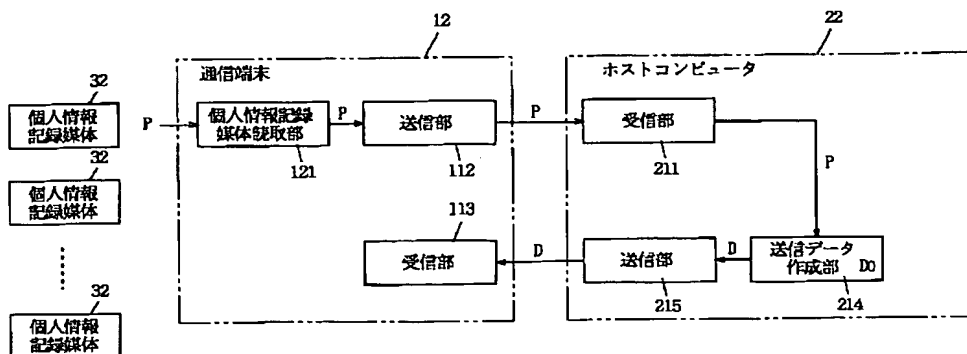 12
22
通信端末
ホストコンピュータ
32
個人情報
記録媒体
P
個人情報記録
媒体読取部
P
送信部
P
受信部
121
112
211
P
32
個人情報
記録媒体
113
受信部
D
送信部
D
送信データ
作成部 D0
215
214
32
個人情報
記録媒体